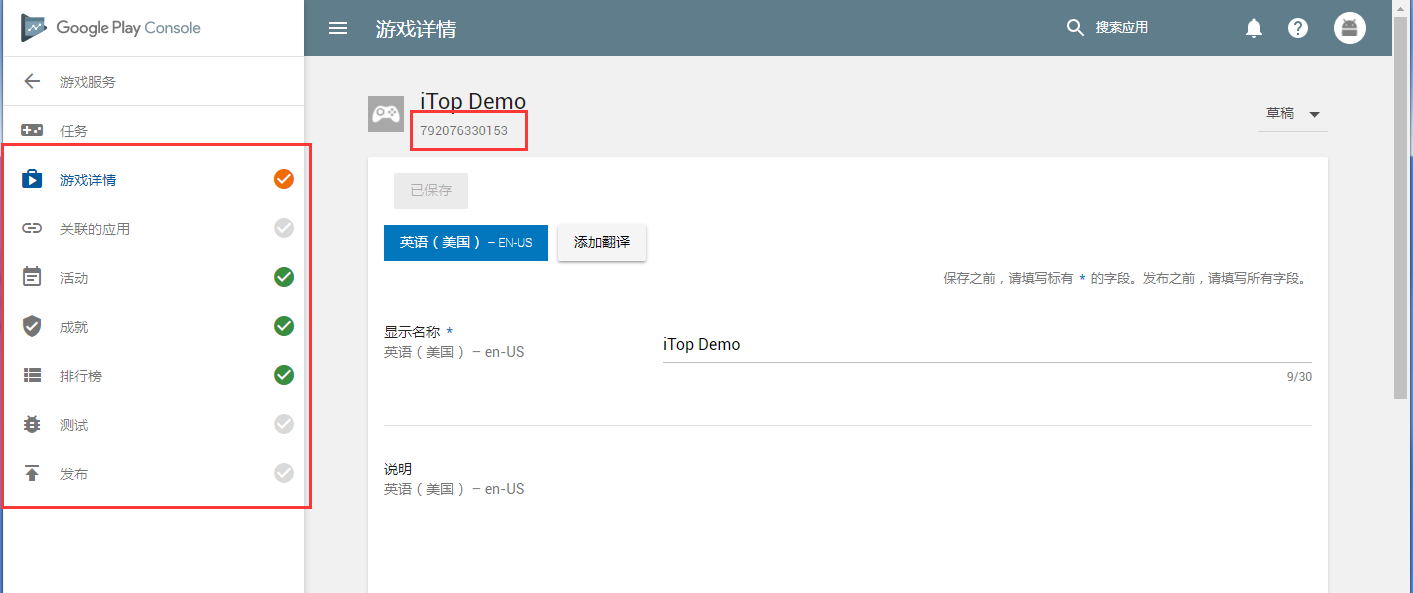 Google Play Console
游戏服务
任务
游戏详情
关联的应用
活动
成就
排行榜
测试
发布
游戏详情
搜索应用
iTop Demo
792076330153
草稿
已保存
英语（美国） – EN-US
添加翻译
保存之前，请填写标有 * 的字段。发布之前，请填写所有字段。
显示名称 *
英语（美国） – en-US
iTop Demo
9/30
说明
英语（美国） – en-US